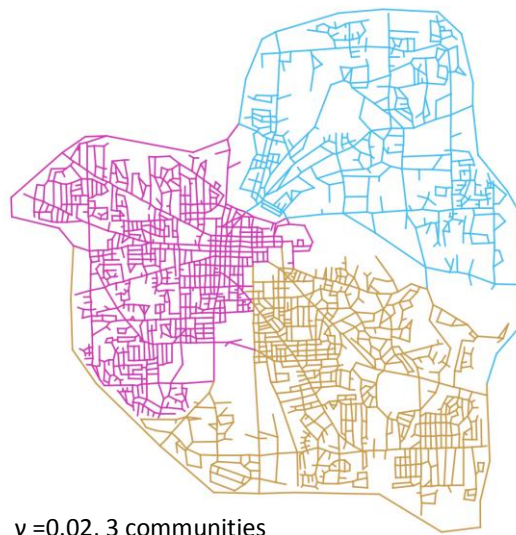 γ =0.02, 3 communities